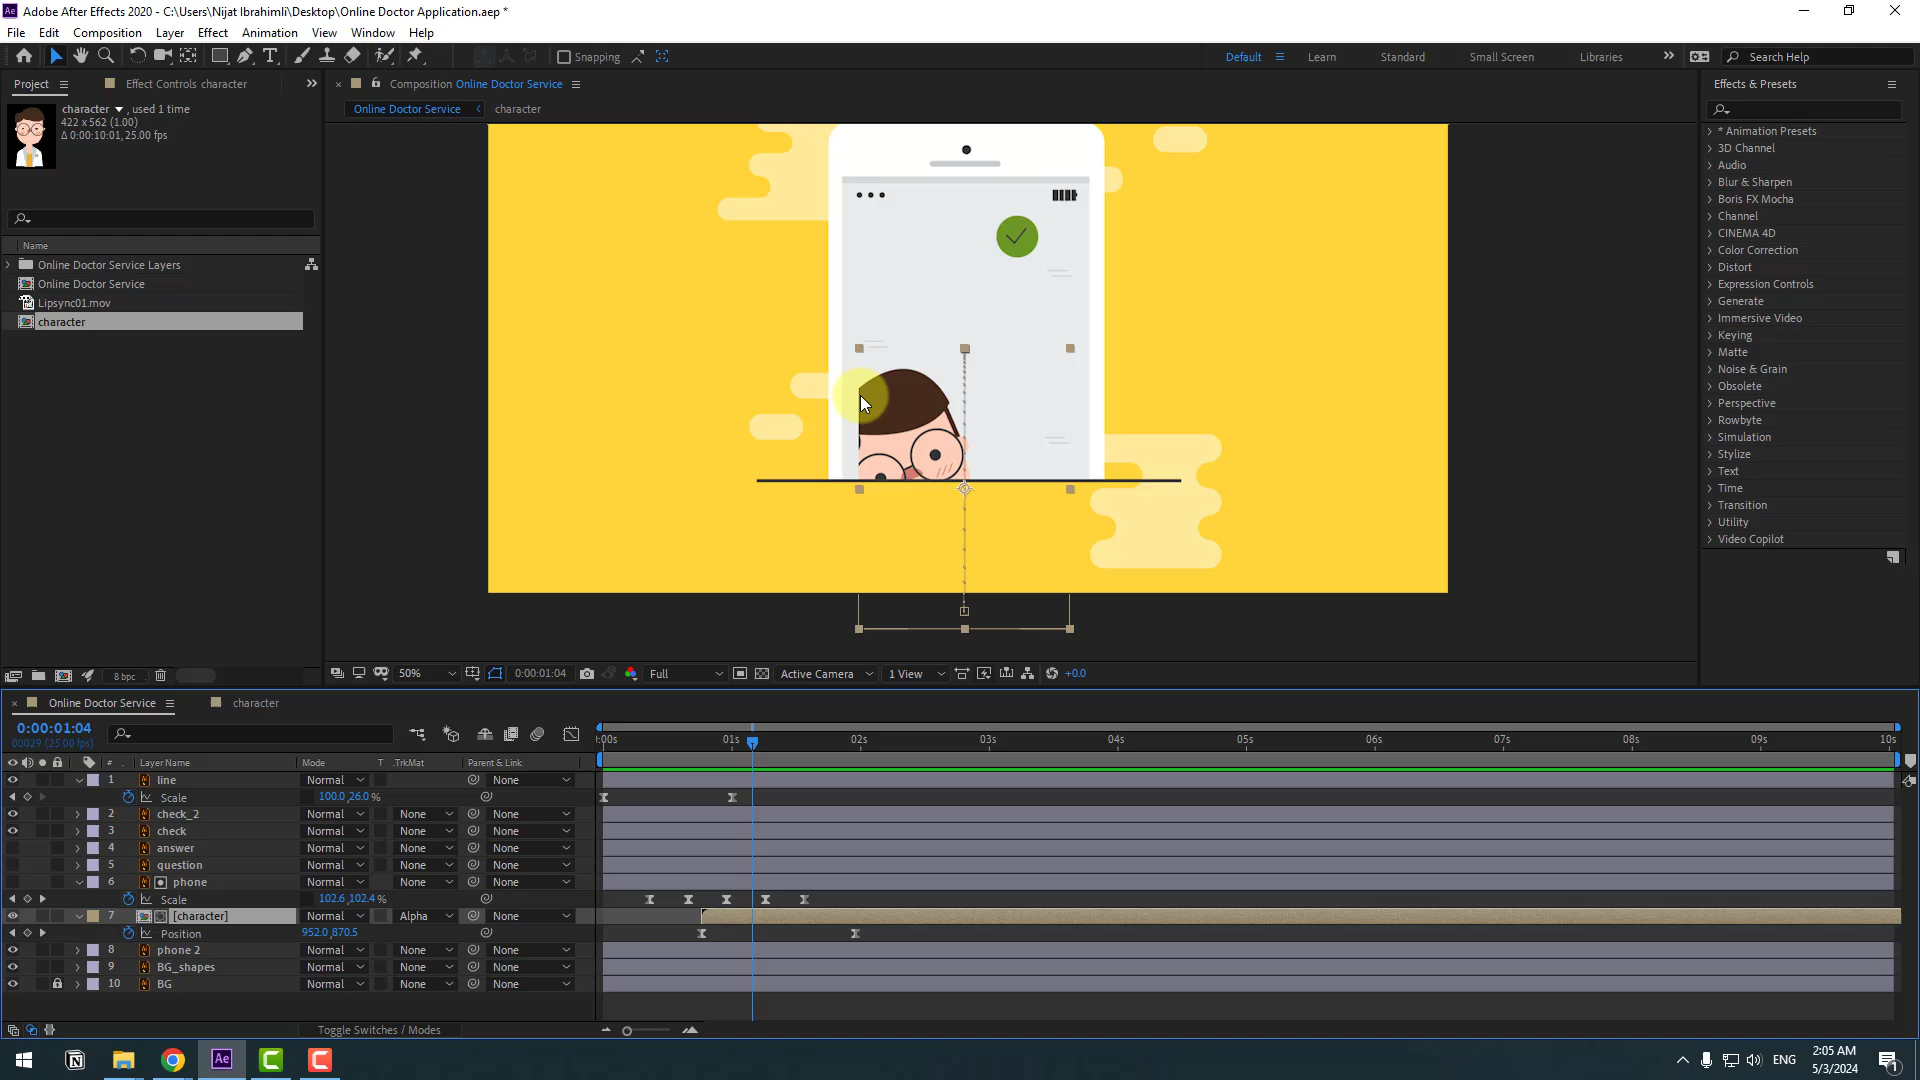 Adobe After Effects 2020 - C:\Users\Nijat Ibrahimli\Desktop\Online Doctor Application.aep *
File Edit Composition Layer Effect Animation View Window Help
Snapping
Default Learn Standard Small Screen Libraries Search Help
Project Effect Controls character
Composition Online Doctor Service
Effects & Presets
Online Doctor Service character
character , used 1 time
422 x 562 (1.00)
Δ 0:00:10:01, 25.00 fps
Name
Online Doctor Service Layers
Online Doctor Service
Lipsync01.mov
character
* Animation Presets
3D Channel
Audio
Blur & Sharpen
Boris FX Mocha
Channel
CINEMA 4D
Color Correction
Distort
Expression Controls
Generate
Immersive Video
Keying
Matte
Noise & Grain
Obsolete
Perspective
Rowbyte
Simulation
Stylize
Text
Time
Transition
Utility
Video Copilot
8 bpc
50% 0:00:01:04 Full Active Camera 1 View +0.0
Online Doctor Service character
0:00:01:04
00029 (25.00 fps)
:00s 01s 02s 03s 04s 05s 06s 07s 08s 09s 10s
# Layer Name Mode T .TrkMat Parent & Link
1 line Normal None
Scale 100.0,26.0%
2 check_2 Normal None None
3 check Normal None None
4 answer Normal None None
5 question Normal None None
6 phone Normal None None
Scale 102.6,102.4%
7 [character] Normal Alpha None
Position 952.0,870.5
8 phone 2 Normal None None
9 BG_shapes Normal None None
10 BG Normal None None
Toggle Switches / Modes
Ae
ENG
2:05 AM
5/3/2024
1